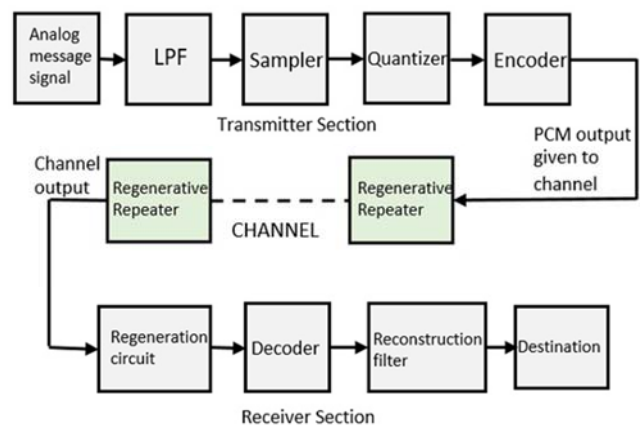 Analog
message
signal
LPF
Sampler
Quantizer
Encoder
Transmitter Section
PCM output
given to
channel
Channel
output
Regenerative
Repeater
CHANNEL
Regenerative
Repeater
Regeneration
circuit
Decoder
Reconstruction
filter
Destination
Receiver Section